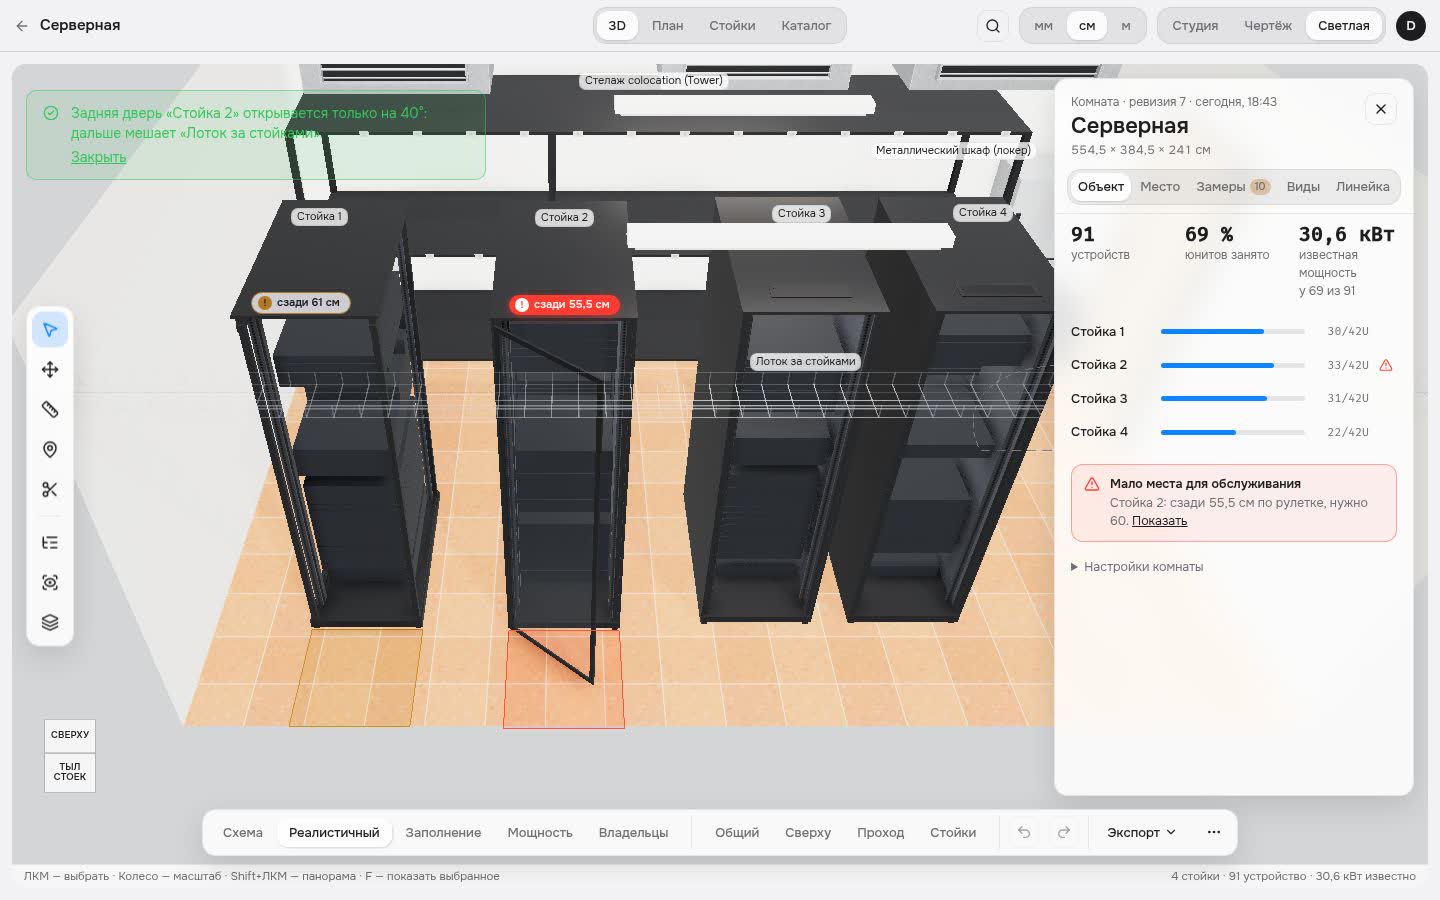 Серверная
3D План Стойки Каталог
мм см м
Студия Чертёж Светлая
D
Задняя дверь «Стойка 2» открывается только на 40°:
дальше мешает «Лоток за стойками».
Закрыть
Стелаж colocation (Tower)
Металлический шкаф (локер)
Стойка 1
Стойка 2
Стойка 3
Стойка 4
! сзади 61 см
! сзади 55,5 см
Лоток за стойками
Комната · ревизия 7 · сегодня, 18:43
Серверная
554,5 × 384,5 × 241 см
Объект Место Замеры 10 Виды Линейка
91 69 % 30,6 кВт
устройств юнитов занято известная
мощность
у 69 из 91
Стойка 1 30/42U
Стойка 2 33/42U
Стойка 3 31/42U
Стойка 4 22/42U
Мало места для обслуживания
Стойка 2: сзади 55,5 см по рулетке, нужно
60. Показать
Настройки комнаты
СВЕРХУ
ТЫЛ
СТОЕК
Схема Реалистичный Заполнение Мощность Владельцы Общий Сверху Проход Стойки Экспорт
ЛКМ — выбрать · Колесо — масштаб · Shift+ЛКМ — панорама · F — показать выбранное
4 стойки · 91 устройство · 30,6 кВт известно